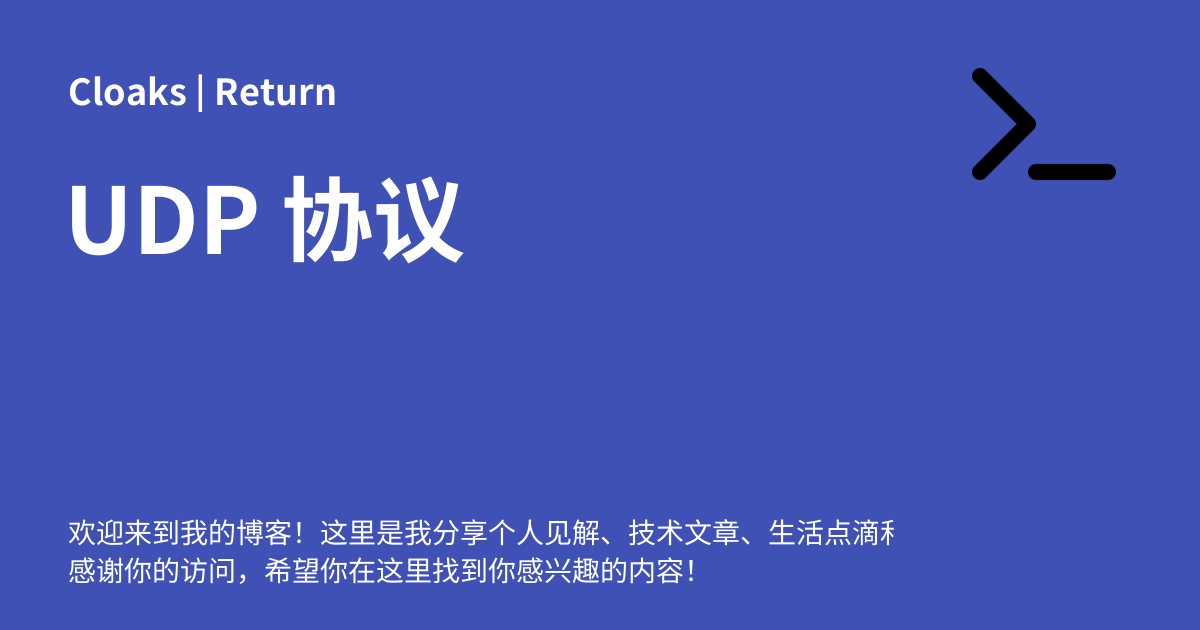 Cloaks | Return
UDP 协议
欢迎来到我的博客！这里是我分享个人见解、技术文章、生活点滴
感谢你的访问，希望你在这里找到你感兴趣的内容！